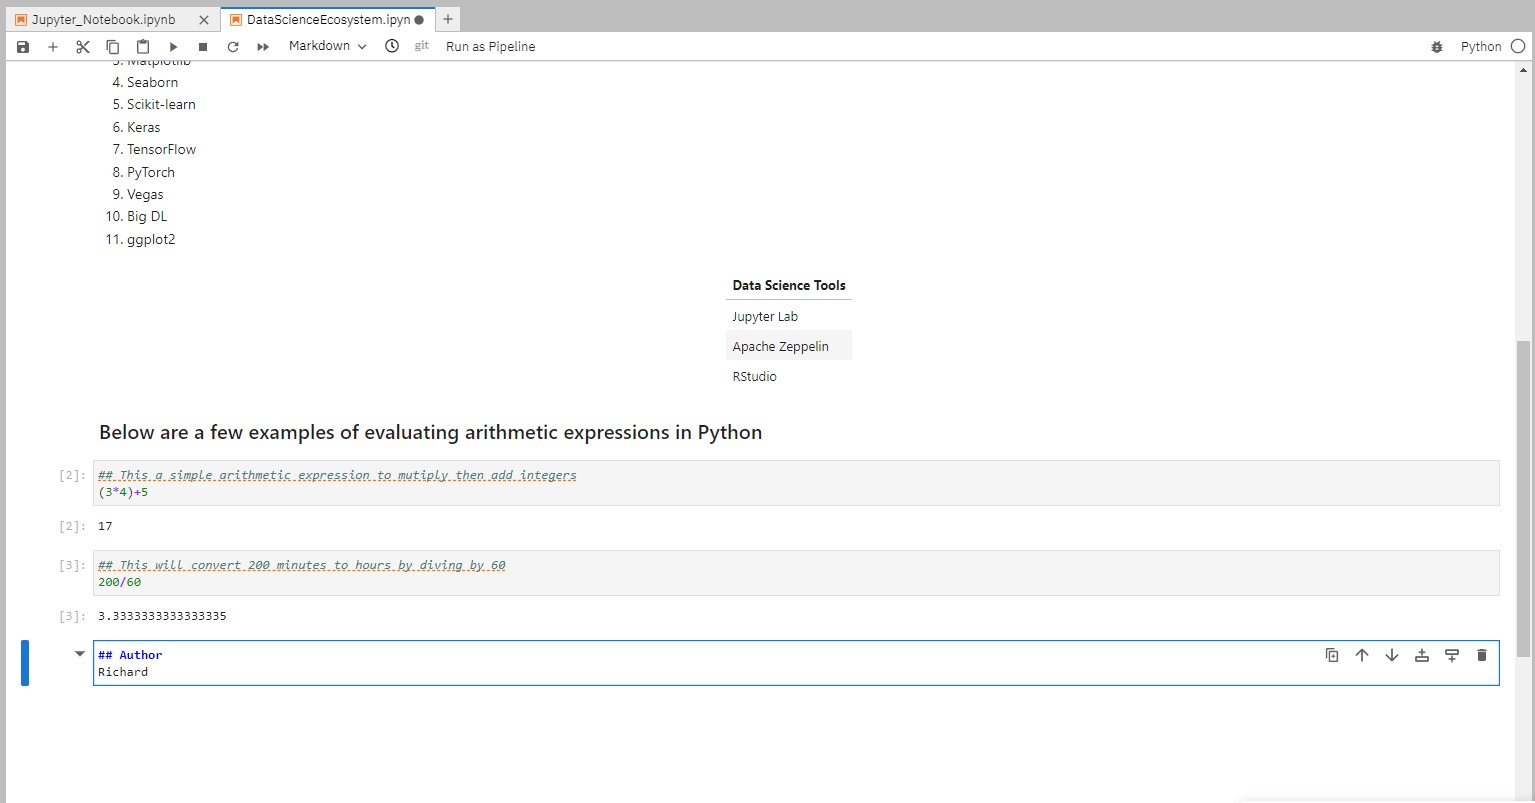 Jupyter_Notebook.ipynb
DataScienceEcosystem.ipyn
Markdown
git
Run as Pipeline
Python
3. Matplotlib
4. Seaborn
5. Scikit-learn
6. Keras
7. TensorFlow
8. PyTorch
9. Vegas
10. Big DL
11. ggplot2
Data Science Tools
Jupyter Lab
Apache Zeppelin
RStudio
Below are a few examples of evaluating arithmetic expressions in Python
[2]: ## This a simple arithmetic expression to mutiply then add integers
(3*4)+5
[2]: 17
[3]: ## This will convert 200 minutes to hours by diving by 60
200/60
[3]: 3.3333333333333335
## Author
Richard